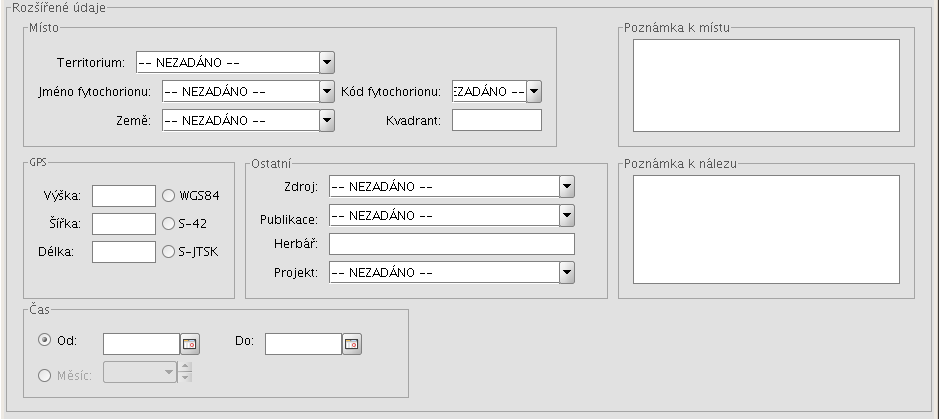 Rozšířené údaje
Místo
Territorium: -- NEZADÁNO --
Jméno fytochorionu: -- NEZADÁNO -- Kód fytochorionu: EZADÁNO --
Země: -- NEZADÁNO -- Kvadrant:
Poznámka k místu
GPS
Výška: WGS84
Šířka: S-42
Délka: S-JTSK
Ostatní
Zdroj: -- NEZADÁNO --
Publikace: -- NEZADÁNO --
Herbář:
Projekt: -- NEZADÁNO --
Poznámka k nálezu
Čas
Od: Do:
Měsíc: